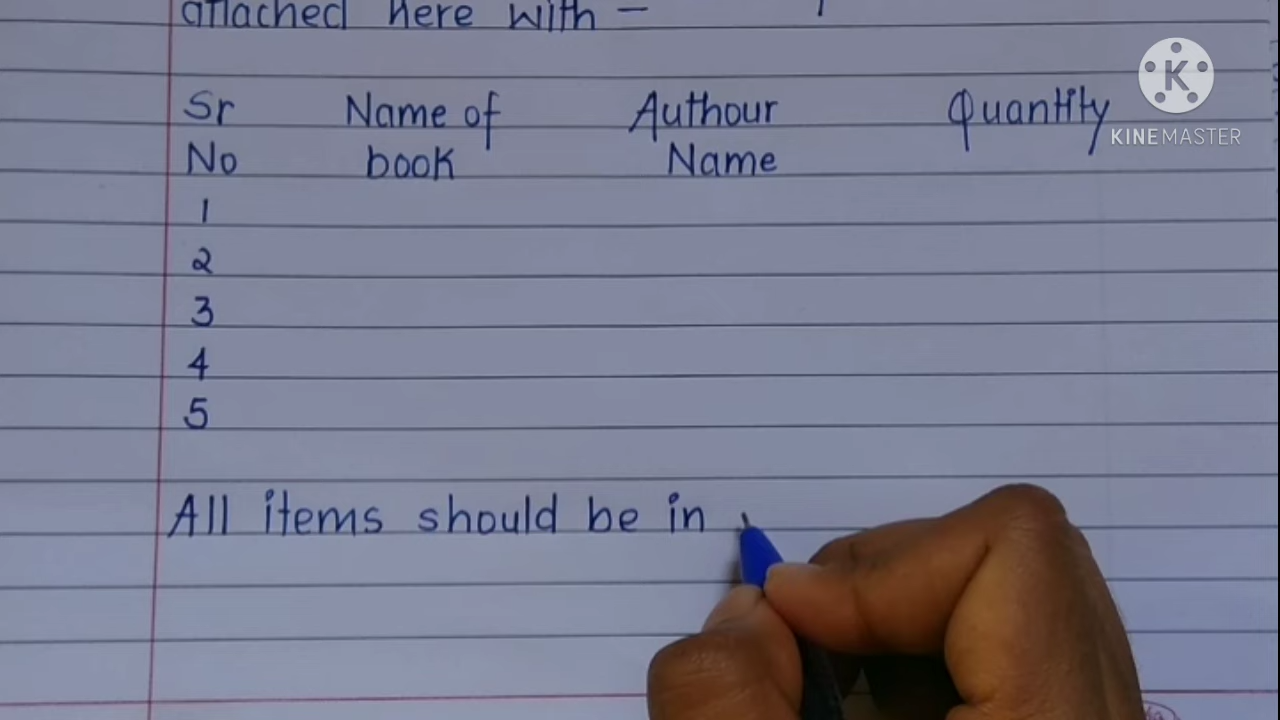 attached here with –
Sr Name of Authour Quantity
No book Name
1
2
3
4
5
All items should be in
K
KINEMASTER